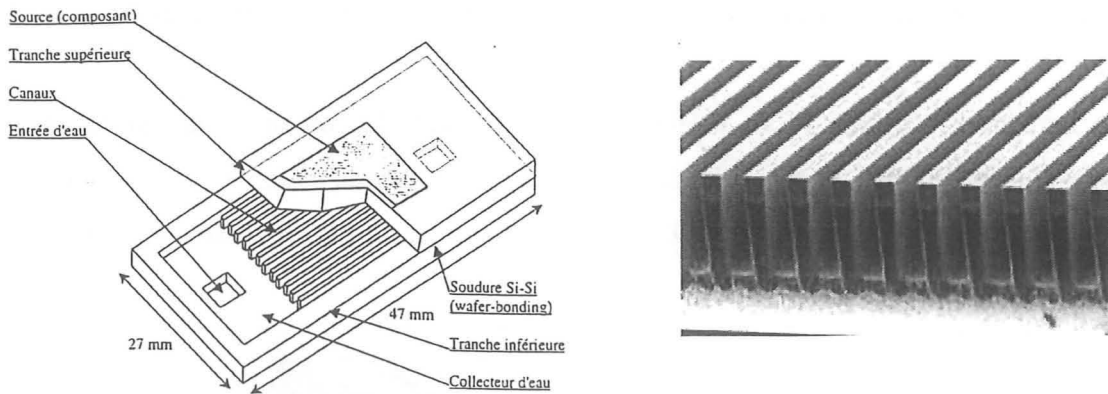 Source (composant)
Tranche supérieure
Canaux
Entrée d'eau
Soudure Si-Si
(wafer-bonding)
47 mm
27 mm
Tranche inférieure
Collecteur d'eau